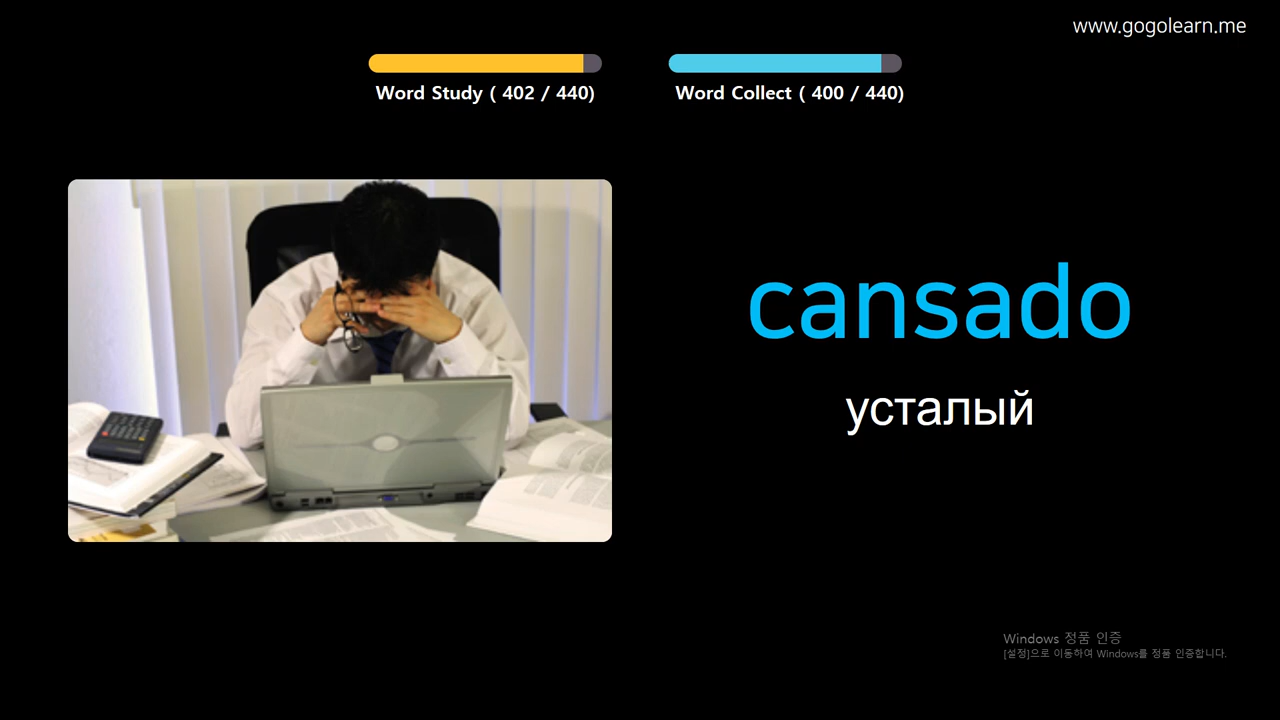 www.gogolearn.me
Word Study ( 402 / 440)
Word Collect ( 400 / 440)
cansado
усталый
Windows 정품 인증
[설정]으로 이동하여 Windows를 정품 인증합니다.